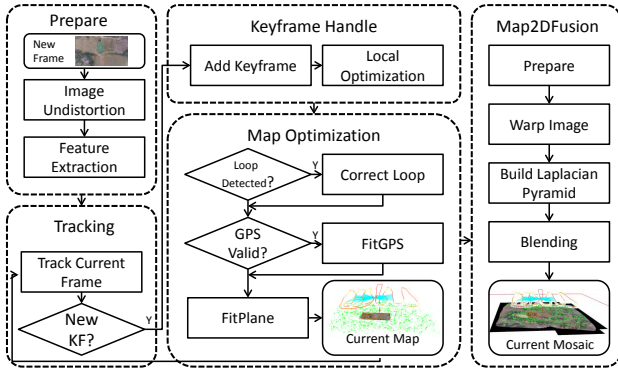 Prepare
New
Frame
Image
Undistortion
Feature
Extraction
Tracking
Track Current
Frame
New
KF?
Y
Keyframe Handle
Add Keyframe
Local
Optimization
Map Optimization
Loop
Detected?
Y
Correct Loop
GPS
Valid?
Y
FitGPS
FitPlane
Current Map
Map2DFusion
Prepare
Warp Image
Build Laplacian
Pyramid
Blending
Current Mosaic